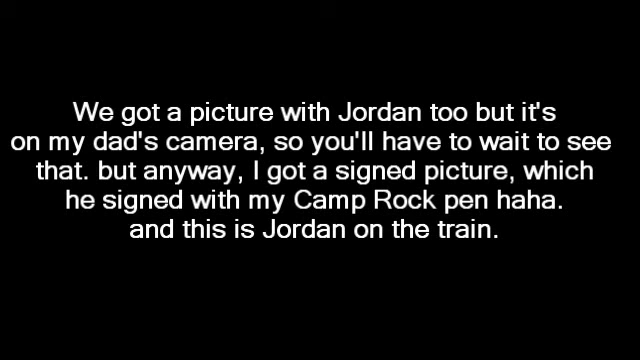 We got a picture with Jordan too but it's
on my dad's camera, so you'll have to wait to see
that. but anyway, I got a signed picture, which
he signed with my Camp Rock pen haha.
and this is Jordan on the train.